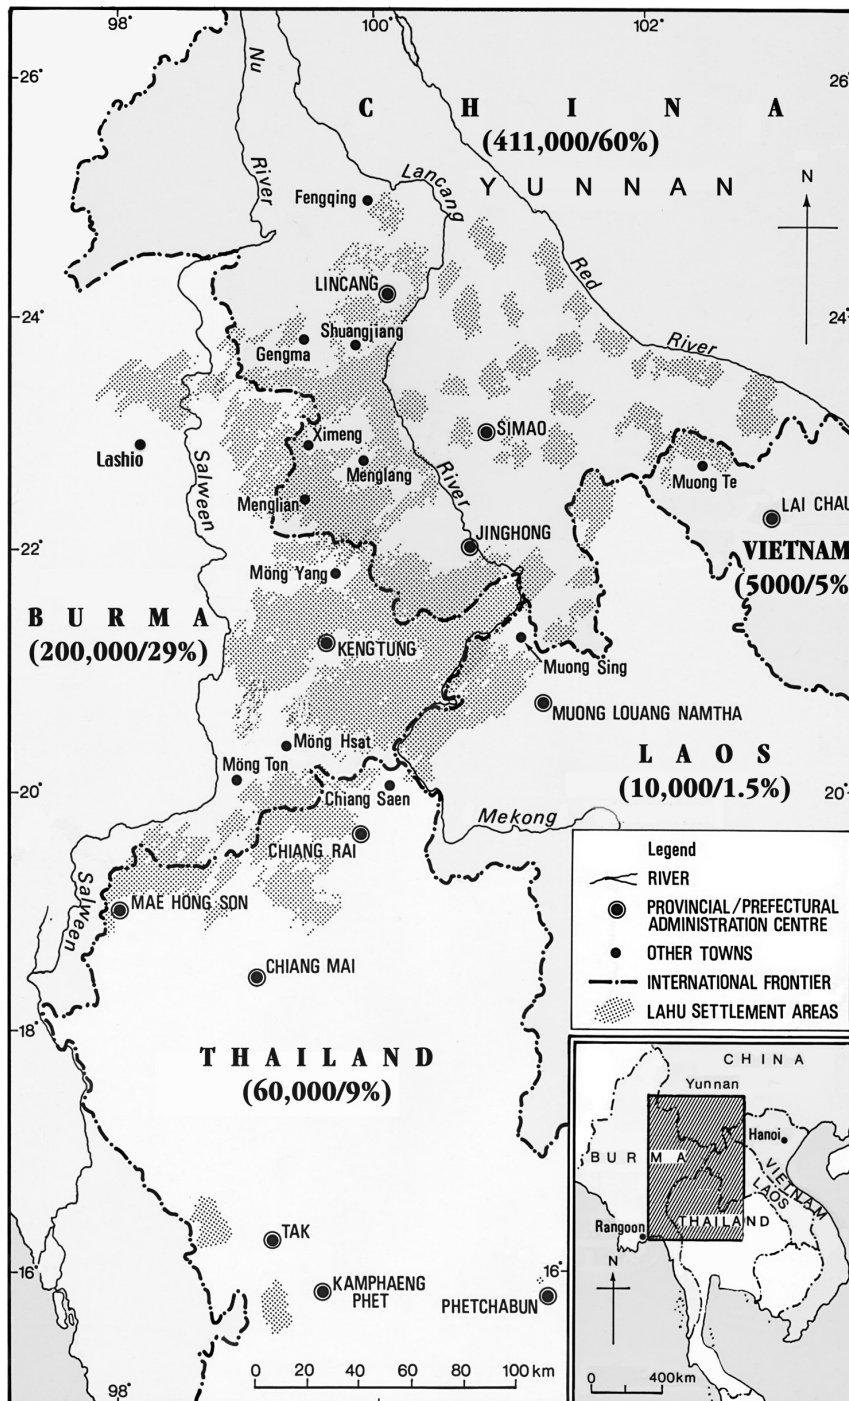 98°
100°
102°
26°
26°
Nu
River
C H I N A
(411,000/60%)
YUNNAN
N
Lancang
Fengqing
Red
LINCANG
24°
24°
Shuangjiang
Gengma
River
Ximeng
SIMAO
Lashio
Salween
Menglang
River
Muong Te
Menglian
LAI CHAU
JINGHONG
22°
VIETNAM
(5000/5%
Möng Yang
B U R M A
(200,000/29%)
KENGTUNG
Muong Sing
MUONG LOUANG NAMTHA
Möng Hsat
L A O S
(10,000/1.5%)
Möng Ton
20°
20°
Chiang Saen
Mekong
CHIANG RAI
Salween
MAE HONG SON
CHIANG MAI
Legend
RIVER
PROVINCIAL/PREFECTURAL
ADMINISTRATION CENTRE
OTHER TOWNS
INTERNATIONAL FRONTIER
LAHU SETTLEMENT AREAS
18°
T H A I L A N D
(60,000/9%)
CHINA
Yunnan
Hanoi
BURMA
VIETNAM
LAOS
THAILAND
Rangoon
N
0 400km
TAK
16°
16°
KAMPHAENG
PHET
PHETCHABUN
0 20 40 60 80 100 km
98°